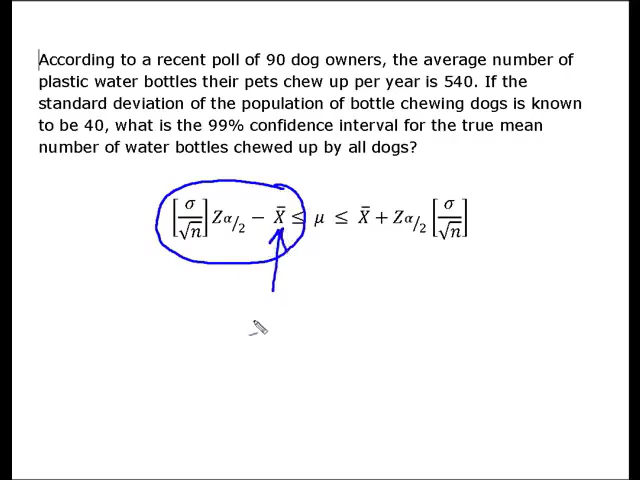 According to a recent poll of 90 dog owners, the average number of
plastic water bottles their pets chew up per year is 540. If the
standard deviation of the population of bottle chewing dogs is known
to be 40, what is the 99% confidence interval for the true mean
number of water bottles chewed up by all dogs?
[σ/√n] Zα/2 − X̄ ≤ μ ≤ X̄ + Zα/2 [σ/√n]